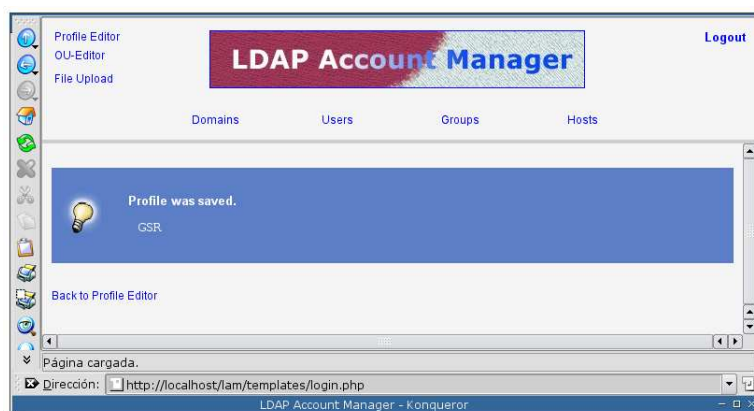 Profile Editor
OU-Editor
File Upload
LDAP Account Manager
Logout
Domains Users Groups Hosts
Profile was saved.
GSR
Back to Profile Editor
Página cargada.
Dirección: http://localhost/lam/templates/login.php
LDAP Account Manager - Konqueror